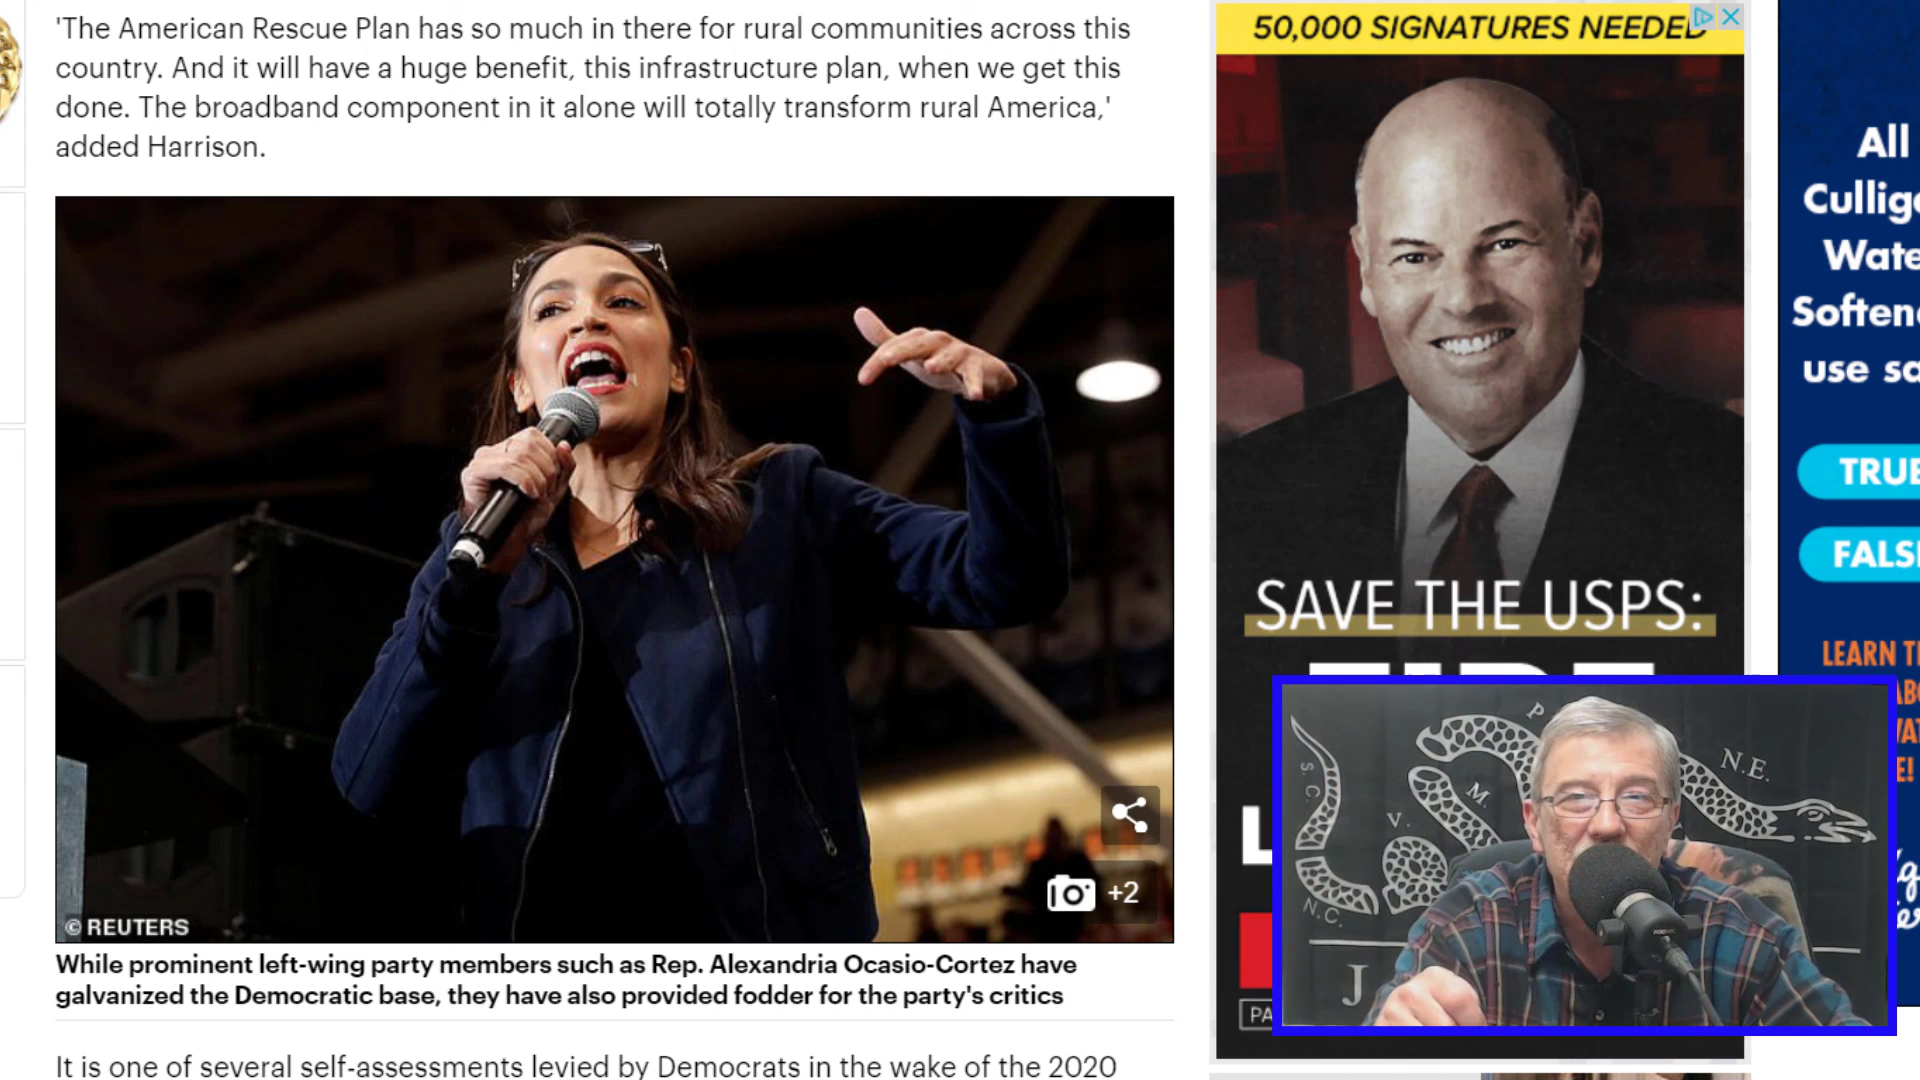 'The American Rescue Plan has so much in there for rural communities across this
country. And it will have a huge benefit, this infrastructure plan, when we get this
done. The broadband component in it alone will totally transform rural America,'
added Harrison.
© REUTERS
+2
While prominent left-wing party members such as Rep. Alexandria Ocasio-Cortez have
galvanized the Democratic base, they have also provided fodder for the party's critics
It is one of several self-assessments levied by Democrats in the wake of the 2020
50,000 SIGNATURES NEEDED
SAVE THE USPS:
L
PA
All
Wate
use
TRUE
LEARN
S. C.
N.C.
V.
M.
P
N.E.
J